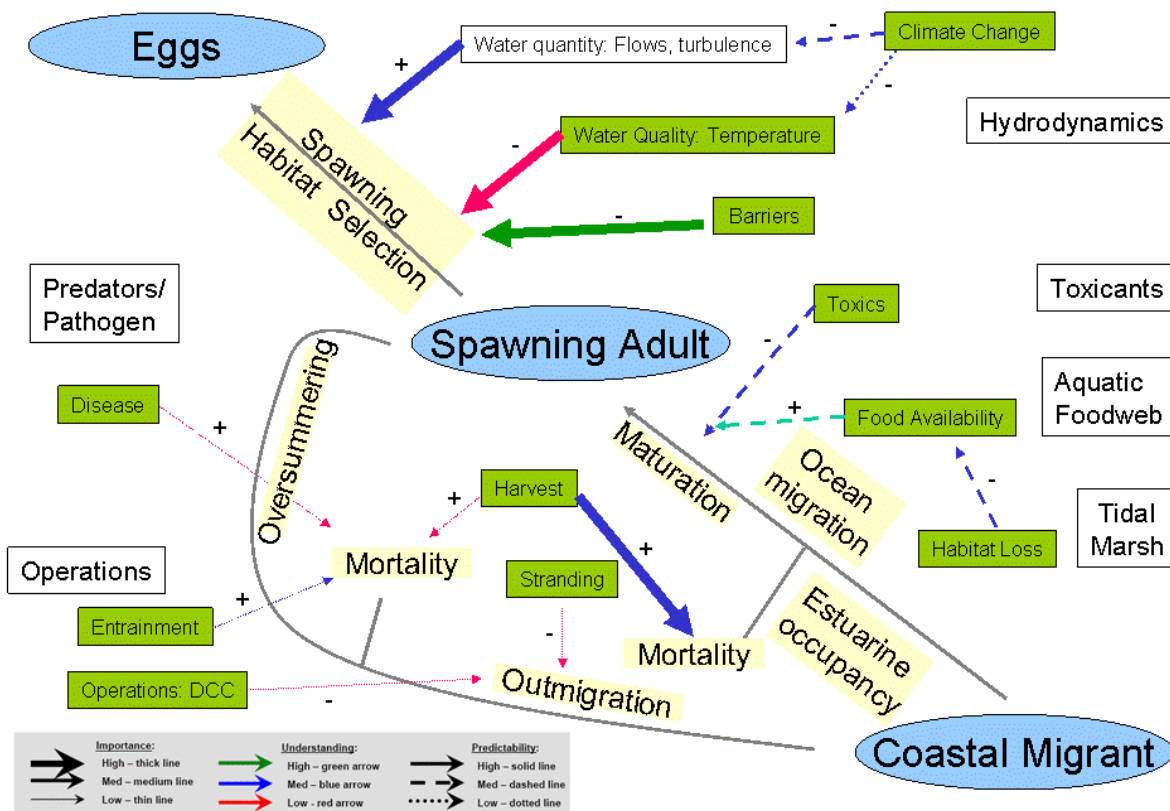 Eggs
Water quantity: Flows, turbulence
-
Climate Change
+
-
Hydrodynamics
Spawning
Habitat Selection
-
Water Quality: Temperature
-
Barriers
Predators/
Pathogen
Toxics
Toxicants
Spawning Adult
-
Oversummering
Disease
+
Maturation
+
Food Availability
Aquatic
Foodweb
Ocean
migration
-
+
Harvest
Tidal
Marsh
Habitat Loss
+
Operations
Mortality
Stranding
Entrainment
+
-
Estuarine
occupancy
Mortality
Operations: DCC
-
Outmigration
Coastal Migrant
Importance:
High – thick line
Med – medium line
Low – thin line
Understanding:
High – green arrow
Med – blue arrow
Low - red arrow
Predictability:
High – solid line
Med – dashed line
Low – dotted line